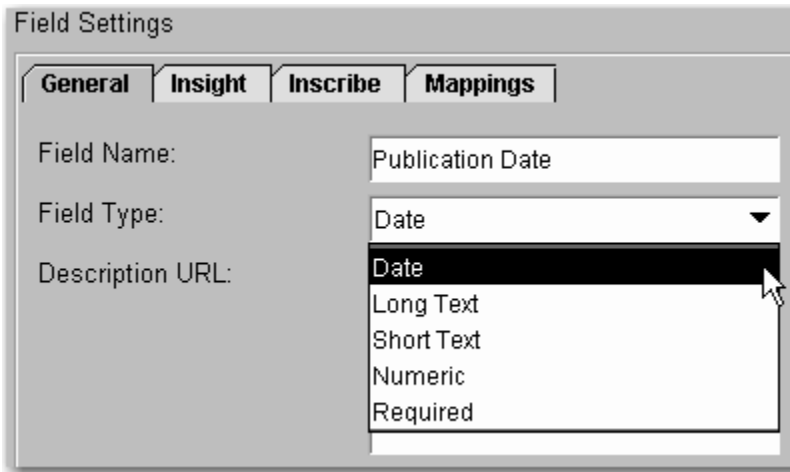 Field Settings
General Insight Inscribe Mappings
Field Name: Publication Date
Field Type: Date
Description URL:
Date
Long Text
Short Text
Numeric
Required